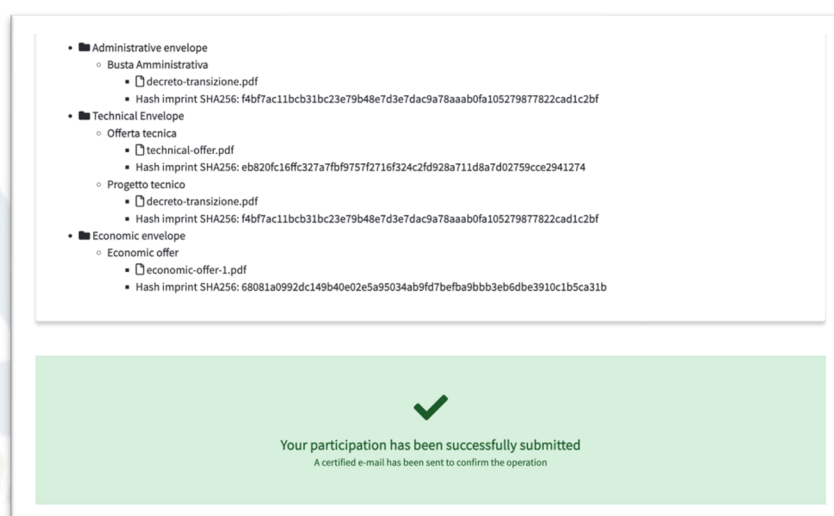 Administrative envelope
Busta Amministrativa
decreto-transizione.pdf
Hash imprint SHA256: f4bf7ac11bcb31bc23e79b48e7d3e7dac9a78aaab0fa105279877822cad1c2bf
Technical Envelope
Offerta tecnica
technical-offer.pdf
Hash imprint SHA256: eb820fc16ffc327a7fbf9757f2716f324c2fd928a711d8a7d02759cce2941274
Progetto tecnico
decreto-transizione.pdf
Hash imprint SHA256: f4bf7ac11bcb31bc23e79b48e7d3e7dac9a78aaab0fa105279877822cad1c2bf
Economic envelope
Economic offer
economic-offer-1.pdf
Hash imprint SHA256: 68081a0992dc149b40e02e5a95034ab9fd7befba9bbb3eb6dbe3910c1b5ca31b
Your participation has been successfully submitted
A certified e-mail has been sent to confirm the operation